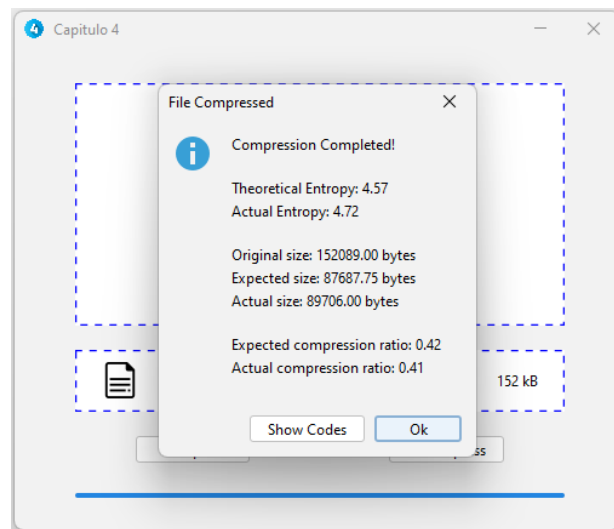 4 Capitulo 4
File Compressed
Compression Completed!
Theoretical Entropy: 4.57
Actual Entropy: 4.72
Original size: 152089.00 bytes
Expected size: 87687.75 bytes
Actual size: 89706.00 bytes
Expected compression ratio: 0.42
Actual compression ratio: 0.41
152 kB
Show Codes
Ok